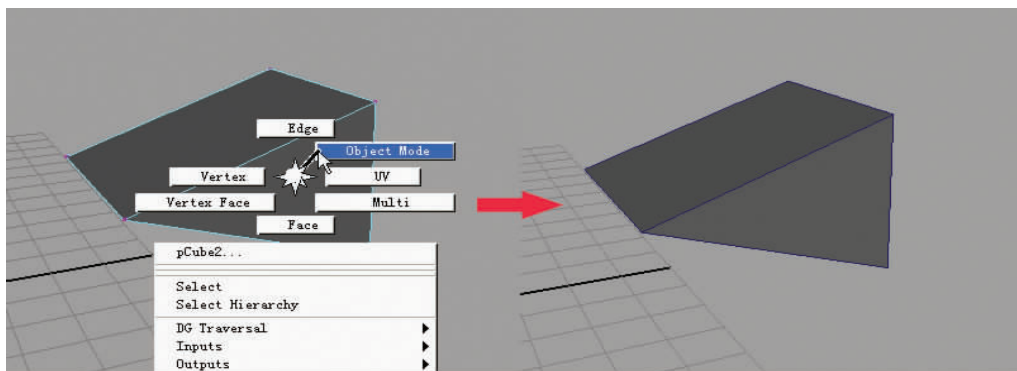 Edge
Object Mode
Vertex
UV
Vertex Face
Multi
Face
pCube2...
Select
Select Hierarchy
DG Traversal
Inputs
Outputs